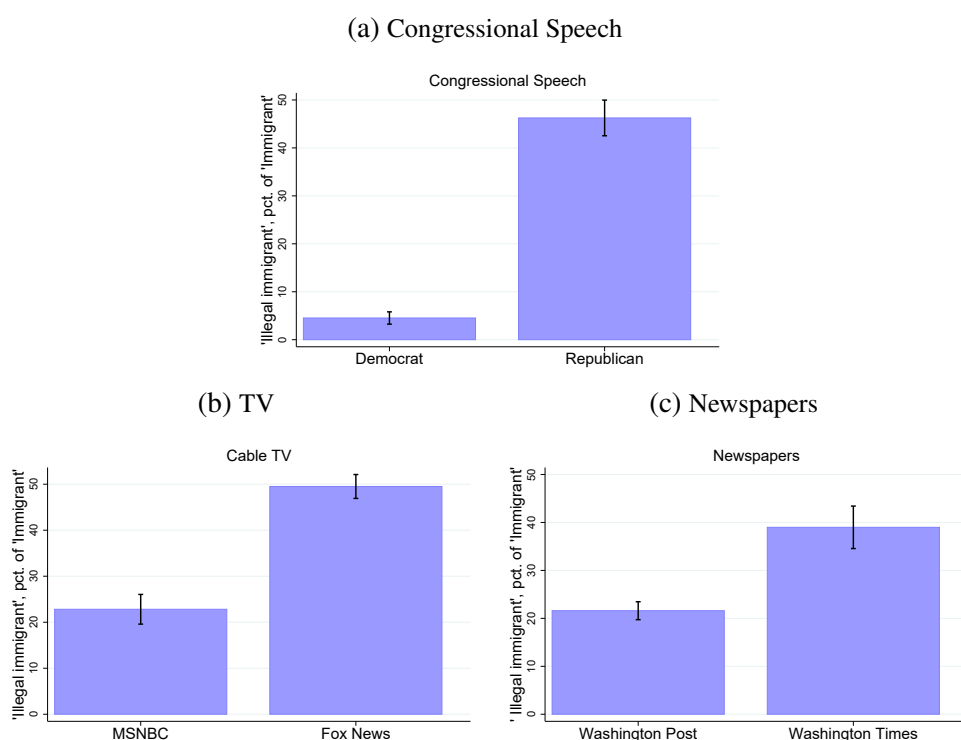 (a) Congressional Speech
Congressional Speech
'Illegal immigrant', pct. of 'Immigrant'
50
40
30
20
10
0
Democrat Republican
(b) TV
Cable TV
'Illegal immigrant', pct. of 'Immigrant'
50
40
30
20
10
0
MSNBC Fox News
(c) Newspapers
Newspapers
' Illegal immigrant', pct. of 'Immigrant'
50
40
30
20
10
0
Washington Post Washington Times